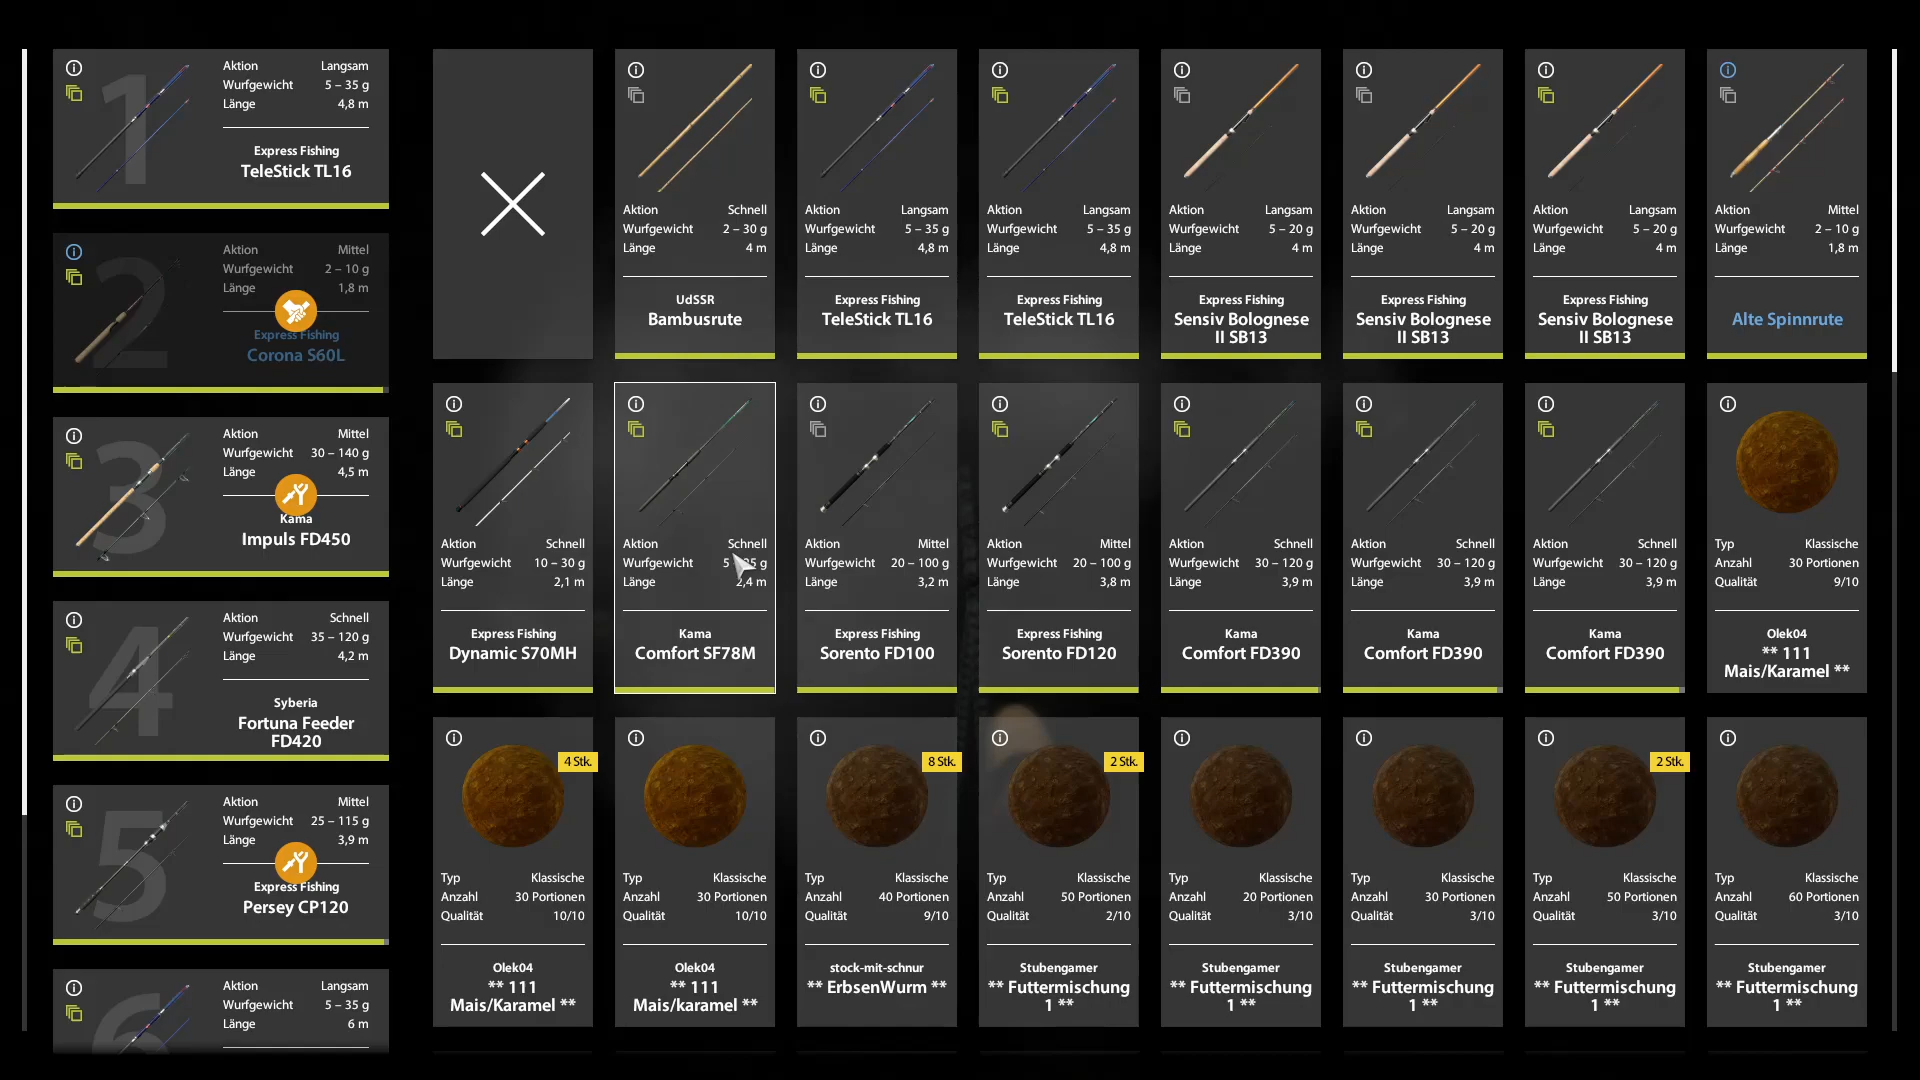 1
Aktion Langsam
Wurfgewicht 5 – 35 g
Länge 4,8 m
Express Fishing
TeleStick TL16
2
Aktion Mittel
Wurfgewicht 2 – 10 g
Länge 1,8 m
Express Fishing
Corona S60L
3
Aktion Mittel
Wurfgewicht 30 – 140 g
Länge 4,5 m
Kama
Impuls FD450
4
Aktion Schnell
Wurfgewicht 35 – 120 g
Länge 4,2 m
Syberia
Fortuna Feeder
FD420
5
Aktion Mittel
Wurfgewicht 25 – 115 g
Länge 3,9 m
Express Fishing
Persey CP120
6
Aktion Langsam
Wurfgewicht 5 – 35 g
Länge 6 m
Aktion Schnell
Wurfgewicht 2 – 30 g
Länge 4 m
UdSSR
Bambusrute
Aktion Langsam
Wurfgewicht 5 – 35 g
Länge 4,8 m
Express Fishing
TeleStick TL16
Aktion Langsam
Wurfgewicht 5 – 35 g
Länge 4,8 m
Express Fishing
TeleStick TL16
Aktion Langsam
Wurfgewicht 5 – 20 g
Länge 4 m
Express Fishing
Sensiv Bolognese
II SB13
Aktion Langsam
Wurfgewicht 5 – 20 g
Länge 4 m
Express Fishing
Sensiv Bolognese
II SB13
Aktion Langsam
Wurfgewicht 5 – 20 g
Länge 4 m
Express Fishing
Sensiv Bolognese
II SB13
Aktion Mittel
Wurfgewicht 2 – 10 g
Länge 1,8 m
Alte Spinnrute
Aktion Schnell
Wurfgewicht 10 – 30 g
Länge 2,1 m
Express Fishing
Dynamic S70MH
Aktion Schnell
Wurfgewicht 5 g
Länge 2,4 m
Kama
Comfort SF78M
Aktion Mittel
Wurfgewicht 20 – 100 g
Länge 3,2 m
Express Fishing
Sorento FD100
Aktion Mittel
Wurfgewicht 20 – 100 g
Länge 3,8 m
Express Fishing
Sorento FD120
Aktion Schnell
Wurfgewicht 30 – 120 g
Länge 3,9 m
Kama
Comfort FD390
Aktion Schnell
Wurfgewicht 30 – 120 g
Länge 3,9 m
Kama
Comfort FD390
Aktion Schnell
Wurfgewicht 30 – 120 g
Länge 3,9 m
Kama
Comfort FD390
Typ Klassische
Anzahl 30 Portionen
Qualität 9/10
Olek04
** 111
Mais/Karamel **
4 Stk.
Typ Klassische
Anzahl 30 Portionen
Qualität 10/10
Olek04
** 111
Mais/Karamel **
Typ Klassische
Anzahl 30 Portionen
Qualität 10/10
Olek04
** 111
Mais/karamel **
8 Stk.
Typ Klassische
Anzahl 40 Portionen
Qualität 9/10
stock-mit-schnur
** ErbsenWurm **
2 Stk.
Typ Klassische
Anzahl 50 Portionen
Qualität 2/10
Stubengamer
** Futtermischung
1 **
Typ Klassische
Anzahl 20 Portionen
Qualität 3/10
Stubengamer
** Futtermischung
1 **
Typ Klassische
Anzahl 30 Portionen
Qualität 3/10
Stubengamer
** Futtermischung
1 **
2 Stk.
Typ Klassische
Anzahl 50 Portionen
Qualität 3/10
Stubengamer
** Futtermischung
1 **
Typ Klassische
Anzahl 60 Portionen
Qualität 3/10
Stubengamer
** Futtermischung
1 **